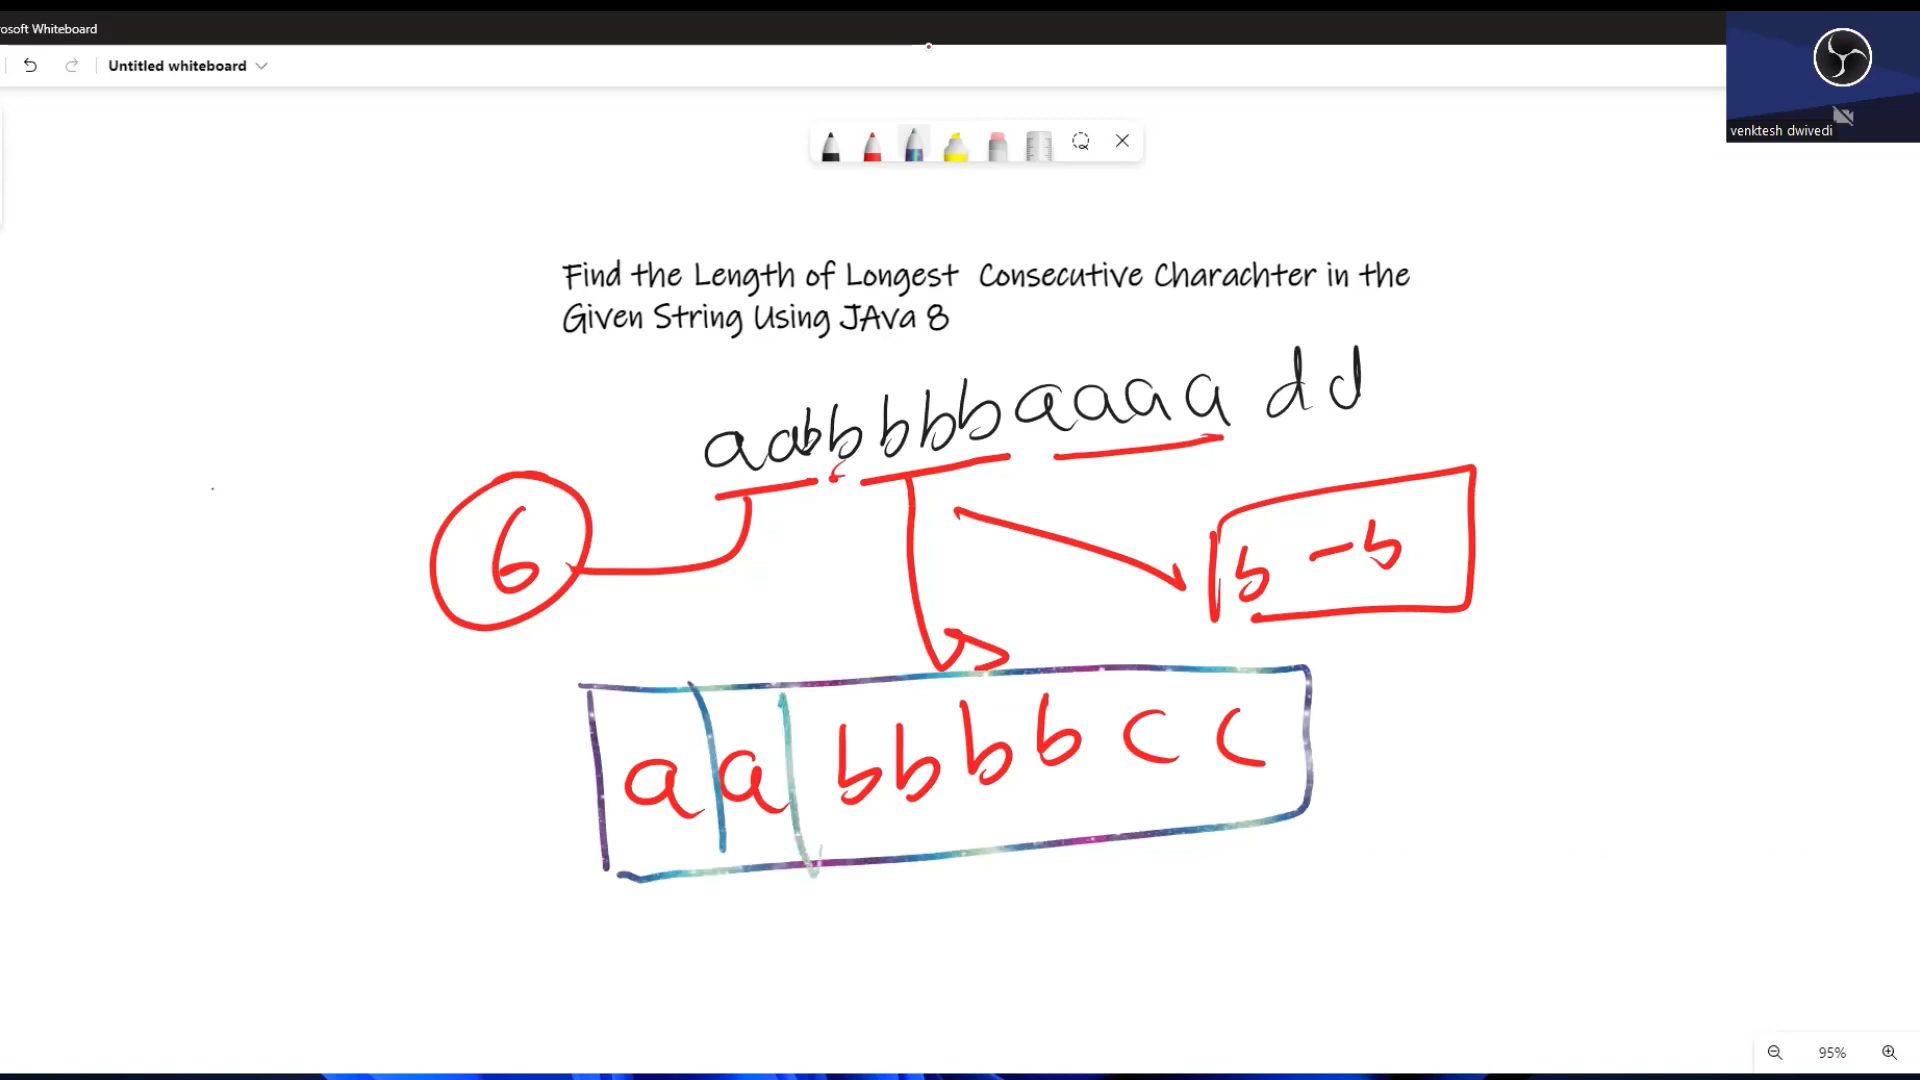 osoft Whiteboard
Untitled whiteboard
venktesh dwivedi
Find the Length of Longest Consecutive Charachter in the
Given String Using JAva 8
aabbbbbaaaa dd
6
b - b
aabbbbcc
95%